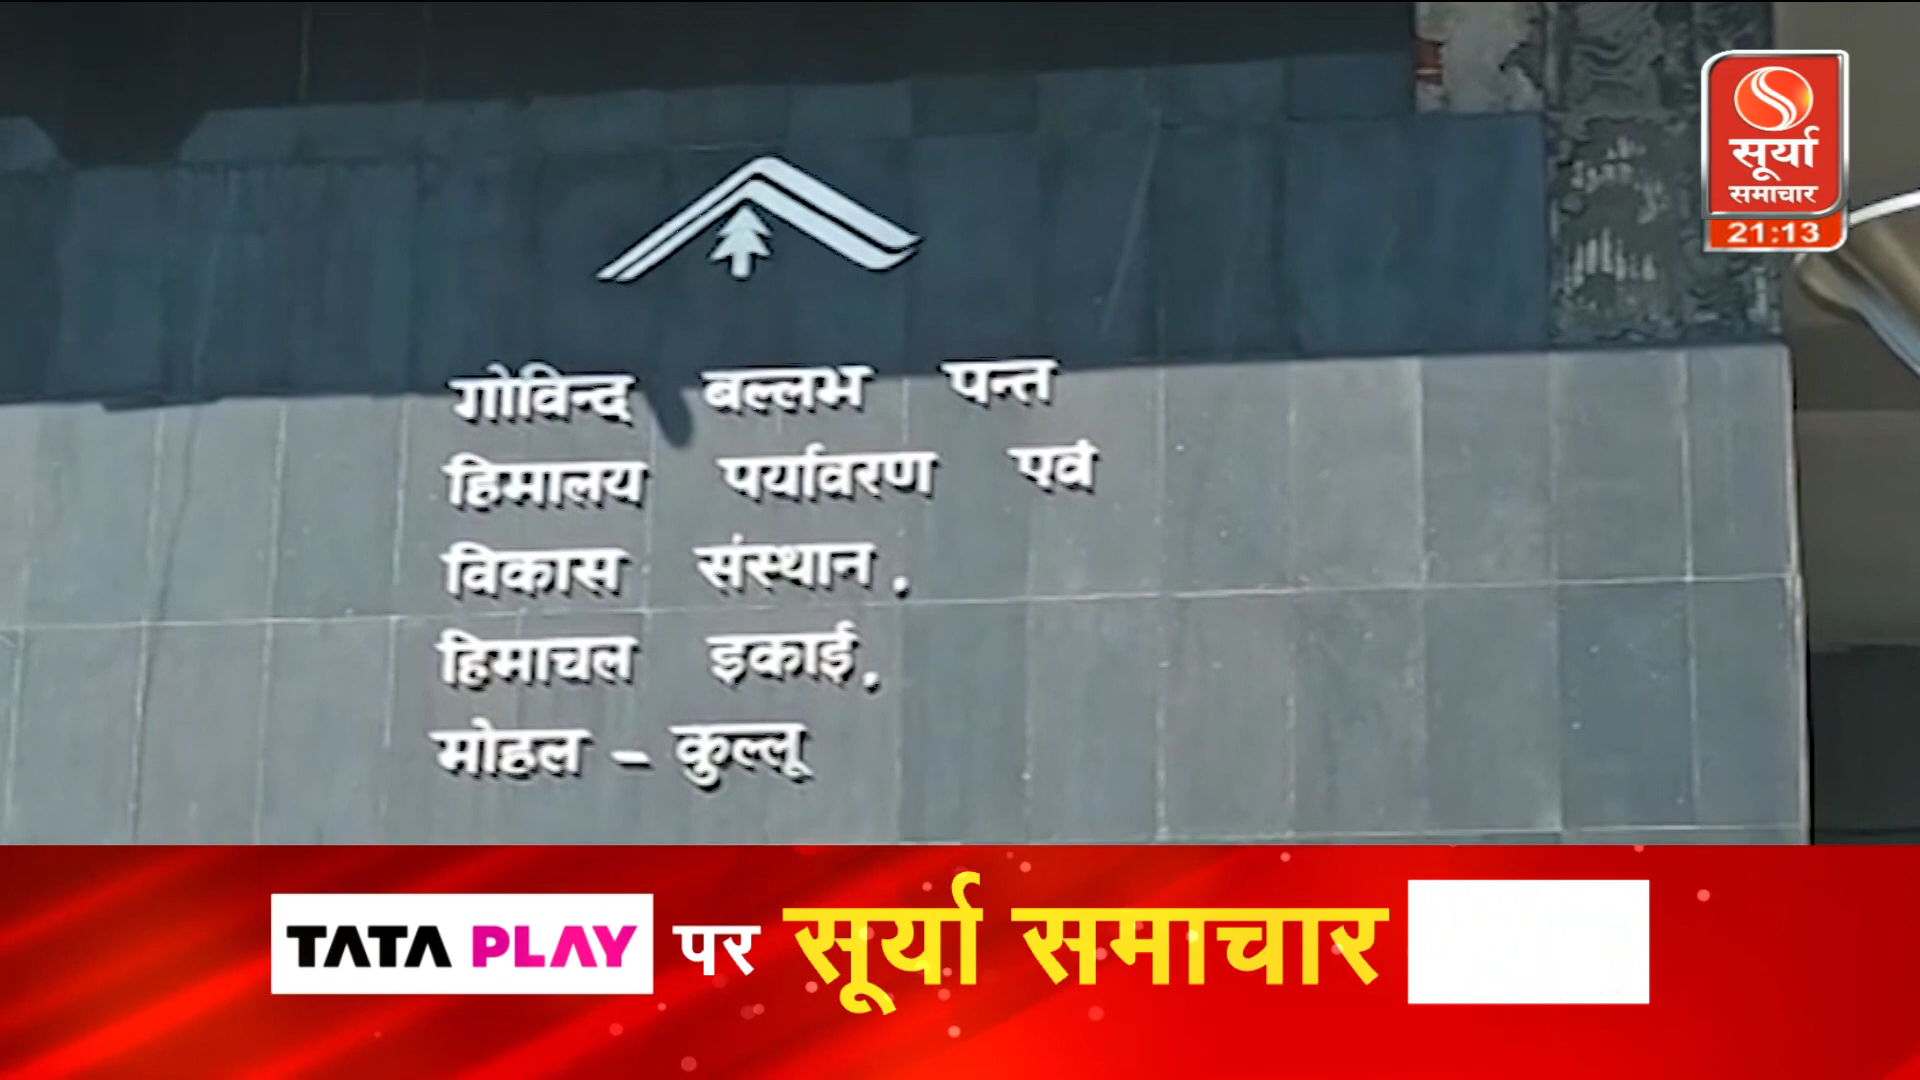 सूर्या
समाचार
21:13
गोविन्द बल्लभ पन्त
हिमालय पर्यावरण एवं
विकास संस्थान.
हिमाचल इकाई.
मोहल - कुल्लू
TATA PLAY पर सूर्या समाचार